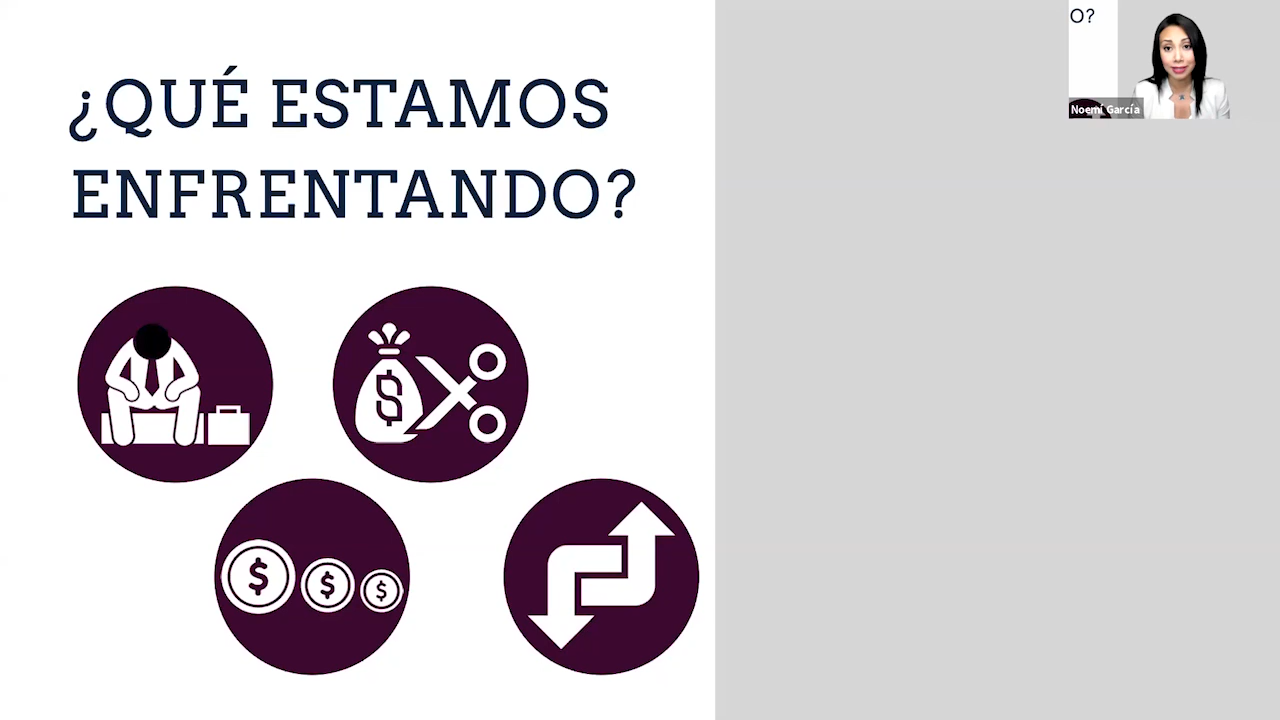 ¿QUÉ ESTAMOS
ENFRENTANDO?
$
$ $ $
O?
Noemí García